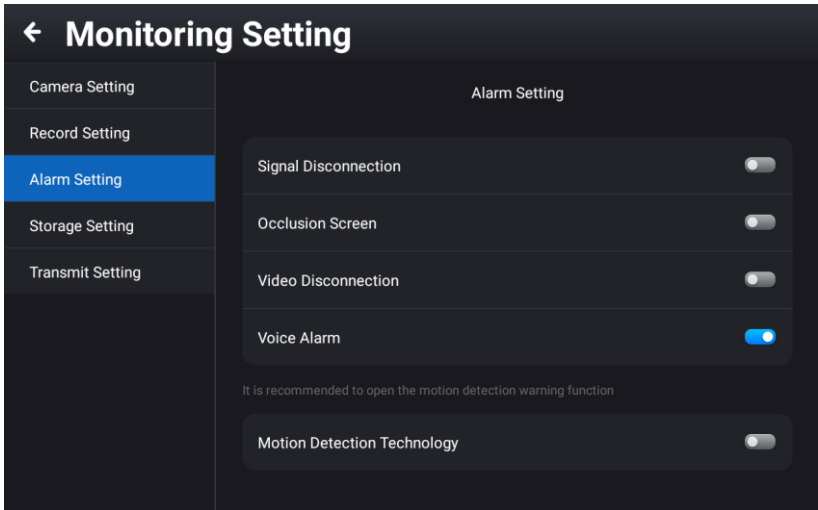 Monitoring Setting
Camera Setting
Record Setting
Alarm Setting
Storage Setting
Transmit Setting
Alarm Setting
Signal Disconnection
Occlusion Screen
Video Disconnection
Voice Alarm
It is recommended to open the motion detection warning function
Motion Detection Technology